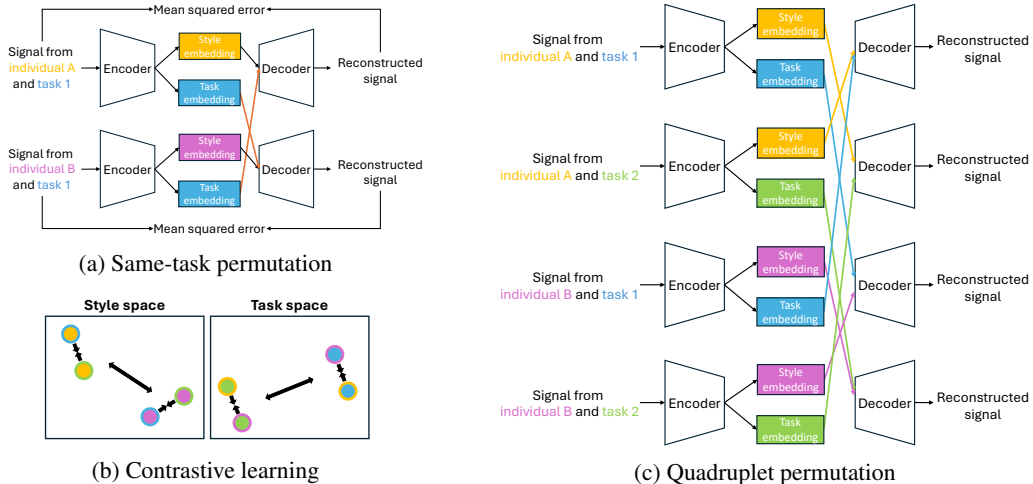 Mean squared error
Signal from
individual A
and task 1
Encoder
Style
embedding
Task
embedding
Decoder
Reconstructed
signal
Signal from
individual B
and task 1
Encoder
Style
embedding
Task
embedding
Decoder
Reconstructed
signal
Mean squared error
(a) Same-task permutation
Style space
Task space
(b) Contrastive learning
Signal from
individual A and task 1
Encoder
Style
embedding
Task
embedding
Decoder
Reconstructed
signal
Signal from
individual A and task 2
Encoder
Style
embedding
Task
embedding
Decoder
Reconstructed
signal
Signal from
individual B and task 1
Encoder
Style
embedding
Task
embedding
Decoder
Reconstructed
signal
Signal from
individual B and task 2
Encoder
Style
embedding
Task
embedding
Decoder
Reconstructed
signal
(c) Quadruplet permutation